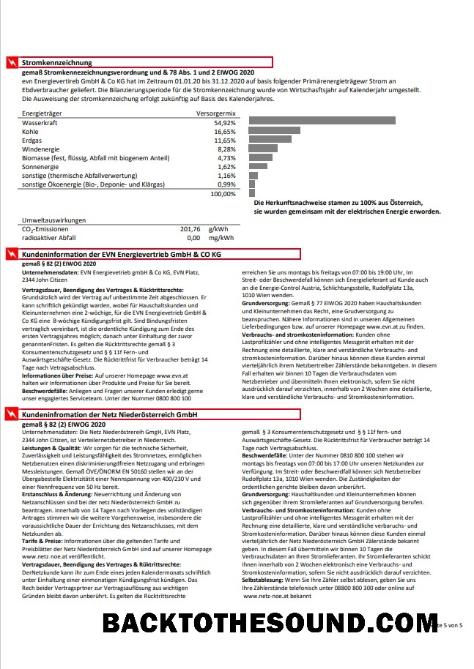 Stromkennzeichnung
gemäß Stromkennezeichnungsverordnung und & 78 Abs. 1 und 2 ElWOG 2020
evn Energievertrieb GmbH & Co KG hat im Zeitraum 01.01.20 bis 31.12.2020 auf basis folgender Primärenergieträgewr Strom an
Ebdverbraucher geliefert. Die Bilanzierungsperiode für die Stromkennzeichnung wurde von Wirtschaftsjahr auf Kalenderjahr umgestellt.
Die Ausweisung der stromkennzeichung erfolgt zukünftig auf Basis des Kalenderjahres.
Energieträger Versorgermix
Wasserkraft 54,92%
Kohle 16,65%
Erdgas 11,65%
Windenergie 8,28%
Biomasse (fest, flüssig, Abfall mit biogenem Anteil) 4,73%
Sonnenergie 1,62%
sonstige (thermische Abfallverwertung) 1,16%
sonstige Ökoenergie (Bio-, Deponie- und Klärgas) 0,99%
100,00%
Die Herkunftsnachweise stamen zu 100% aus Österreich,
sie wurden gemeinsam mit der elektrischen Energie erworden.
Umweltauswirkungen
CO₂-Emissionen 201,76 g/kWh
radioaktiver Abfall 0,00 mg/kWh
Kundeninformation der EVN Energievertrieb GmbH & CO KG
gemäß § 82 (2) ElWOG 2020
Unternehmensdaten: EVN Energievertrieb gmbH & Co KG, EVN Platz,
2344 John Citizen
Vertragsdauer, Beendigung des Vertrages & Rücktrittsrechte:
Grundsätzlich wird der Vertrag auf unbestimmte Zeit abgeschlossen. Er
kann schriftlich gekündigt warden, wobei für Haushaltskunden und
Kleinunternehmen eine 2-wöchige, für die EVN Energievertrieb GmbH &
Co KG eine 8-wöchige Kündigungsfrist gilt. Sind Bindungsfristen
vertraglich vereinbart, ist die ordentliche Kündigung zum Ende des
ersten Vertragsjahres möglich; danach unter Einhaltung der zuvor
genanntenFristen. Es gelten die Rücktrittsrechte gemäß § 3
Konsumentenschutzgesetz und § § 11f Fern- und
Auswärtsgeschäfte-Gesetz. Die Rücktrittsfrist für Verbraucher beträgt 14
Tage nach Vertragsabschluss.
Informationen über Preise: Auf unserer Homepage www.evn.at
halten wir Informationen über Produkte und Preise für Sie bereit.
Beschwerdefälle: Anliegen und Fragen unserer Kunden erledigt gerne
unser engagiertes Serviceteam. Unter der Nummer 0800 800 100
erreichen Sie uns montags bis freitags von 07:00 bis 19:00 Uhr, im
Streit- oder Beschwerdefall können sich Energielieferant od Kunde auch
an die Energie Control Austria, Schlichtungsstelle, Rudolfplatz 13a,
1010 Wien wenden.
Grundversorgung: Gemäß § 77 ElWOG 2020 haben Haushaltskunden
und Kleinunternehmen das Recht, eine Grudversorgung zu
beanspruchen. Nähere Informationen sind in unseren Allgemeinen
Lieferbedingungen bzw. auf unserer Homepage www.evn.at zu finden.
Verbrauchs- and stromkosteninformation: Kunden ohne
Lastprofilzähler und ohne intelligentes Messgerät erhalten mit der
Rechnung eine detailierte, klare und verständliche Verbrauchs- und
stromkosteninformation. Darüber hinaus können diese Kunden einmal
vierteljährlich ihrem Netzbetreiber Zählerstände bekanntgeben. In diesem
Fall erhalten wir binnen 10 Tagen die Verbrauchsdaten vom
Netzbetreiber und übermitteln Ihnen elektronisch, sofern Sie nicht
ausdrücklich darauf verzichten, innerhalb von 2 Wochen eine detaillierte,
klare und verständliche Verbrauchs- und Stromkosteninformation.
Kundeninfromation der Netz Niederösterreich GmbH
gemäß § 82 (2) ElWOG 2020
Unternehmensdaten: Die Netz Niederöstrereih GmbH, EVN Platz,
2344 John Citizen, ist Verteilernetzbetreiber in Niederreich.
Leistungen & Qualität: Wir sorgen für die technische Sicherheit,
Zuverlässigkeit und Leistungsfähigkeit des Stromnetzes, ermöglichen
Netzbenutzen einen diskriminierungdfreien Netzzugang und erbringen
Messleistungen. Gemäß ÖVE/ÖNORM EN 50160 stellen wir an der
Übergabstelle Elektrizität einer Nennspannung von 400/230 V und
einer Nennfrequenz von 50 Hz bereit.
Erstanschluss & Änderung: Neuerrichtung und Änderung von
Netzanschlüssen sind bei der netz Niederösterreich GmbH zu
beantragen. innerhalb von 14 Tagen nach Vorliegen des vollständigen
Antrages stimmen wir die weitere Vorgehensweise, insbesondere die
voraussichtliche Dauer der Errichtung des Netzanschlusses, mit dem
Netzkunden ab.
Tarife & Preise: Informationen über die geltenden Tarife und
Preisblätter der Netz Niederösterreich GmbH sind auf unserer Homepage
www.netz-noe.at veröffentlicht.
Vertragsdauer, Beendigung des Vertrages & Rüktrittsrechte:
DerNetzkunde kann ihn zum Ende eines jeden Kalendermonats schriftlich
unter Einhaltung einer einmonatigen Kündigungsfrist kündigen. Das
Rech beider Vertragspartner zur Vertragsauflösung aus wichtigen
Gründen bleibt davon unberührt. Es gelten die Rücktrittsrechte
gemäß § 3 Konsumentenschutzgesetz und § § 11f Fern- und
Auswärtsgeschäfte-Gesetz. Die Rücktrittsfrist für Verbraucher beträgt 14
Tage nach Vertragsabschluss.
Beschwerdefälle: Unter der Nummer 0810 800 100 stehen wir
montags bis freitags von 07:00 bis 17:00 Uhr unseren Netzkunden zur
Verfügung. Im Streit- oder Beschwerdefall können sich Netzbetreiber
Rudolfplatz 13a, 1010 Wien, wenden. Die Zuständigkeiten der
ordentlichen gerichte bleiben davon unberührt.
Grundversorgung: Haushaltkunden und Kleinunternehmen können
sich gegenüber ihrem Netzbetreiber auf Grundversorgung berufen.
Verbrauchs- und Stromkosteninformation: Kunden ohne
Lastprofilzähler und ohne intelligentes Messgerät erhalten mit der
Rechnung eine detaillierte, klare und verständliche Verbrauchs- und
Stromkosteninformation. Darüber hinaus können diese Kunden einmal
vierteljährlich der Netz Niederösterreich GmbH Zählerstände bekannt
geben. In diesem Fall übermitteln wir binnen 10 Tagen die
Verbrauchsdaten an Ihren Stromlieferanten. Ihr Stromlieferanten schickt
Ihnen innerhalb von 2 Wochen elektronisch eine Verbrauchs- und
Stromkosteninformation, sofern Sie nicht ausdrücklich darauf verzichten.
Selbstablesung: Wenn Sie Ihre Zähler selbst ablesen, geben Sie uns
Ihre Zählerstände telefonisch unter 08800 800 200 oder online auf
www-netz-noe.at bekannt
BACKTOTHESOUND.COM
5 von 5